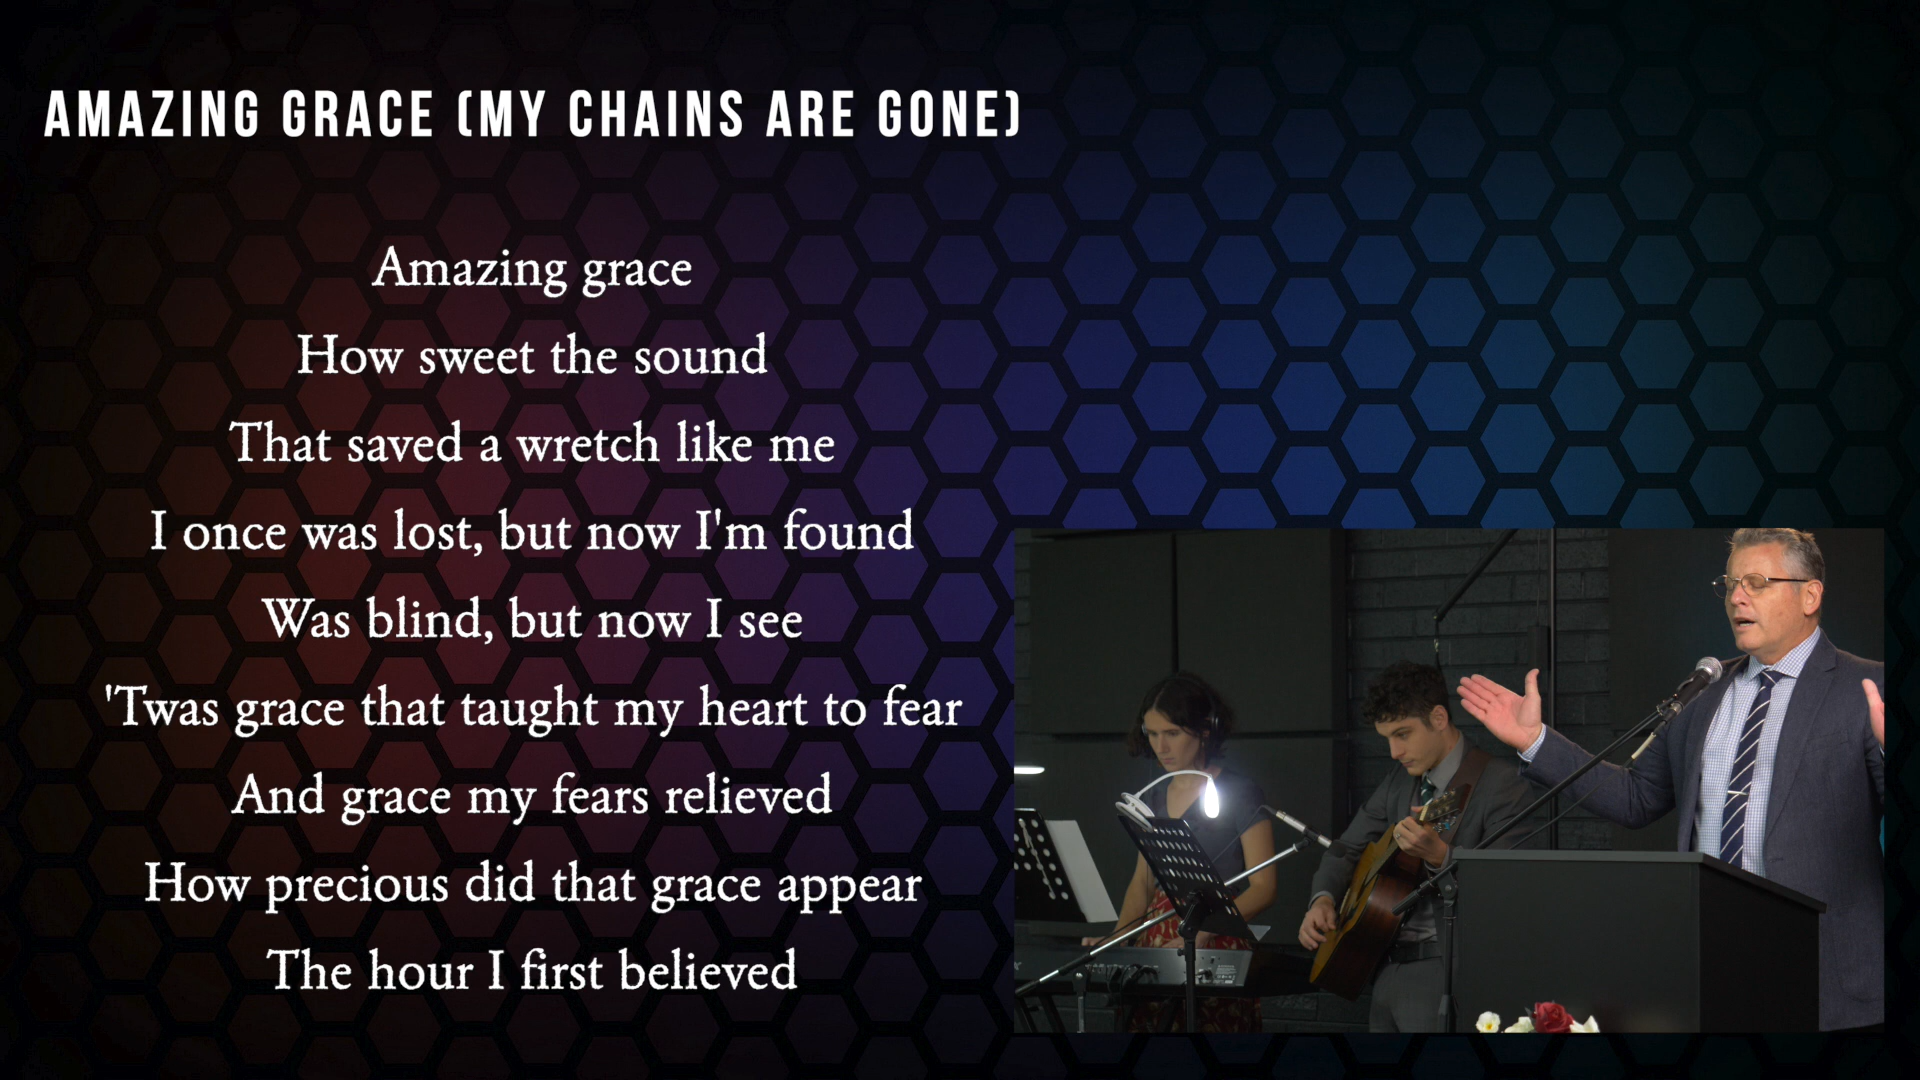 AMAZING GRACE (MY CHAINS ARE GONE)
Amazing grace
How sweet the sound
That saved a wretch like me
I once was lost, but now I'm found
Was blind, but now I see
'Twas grace that taught my heart to fear
And grace my fears relieved
How precious did that grace appear
The hour I first believed